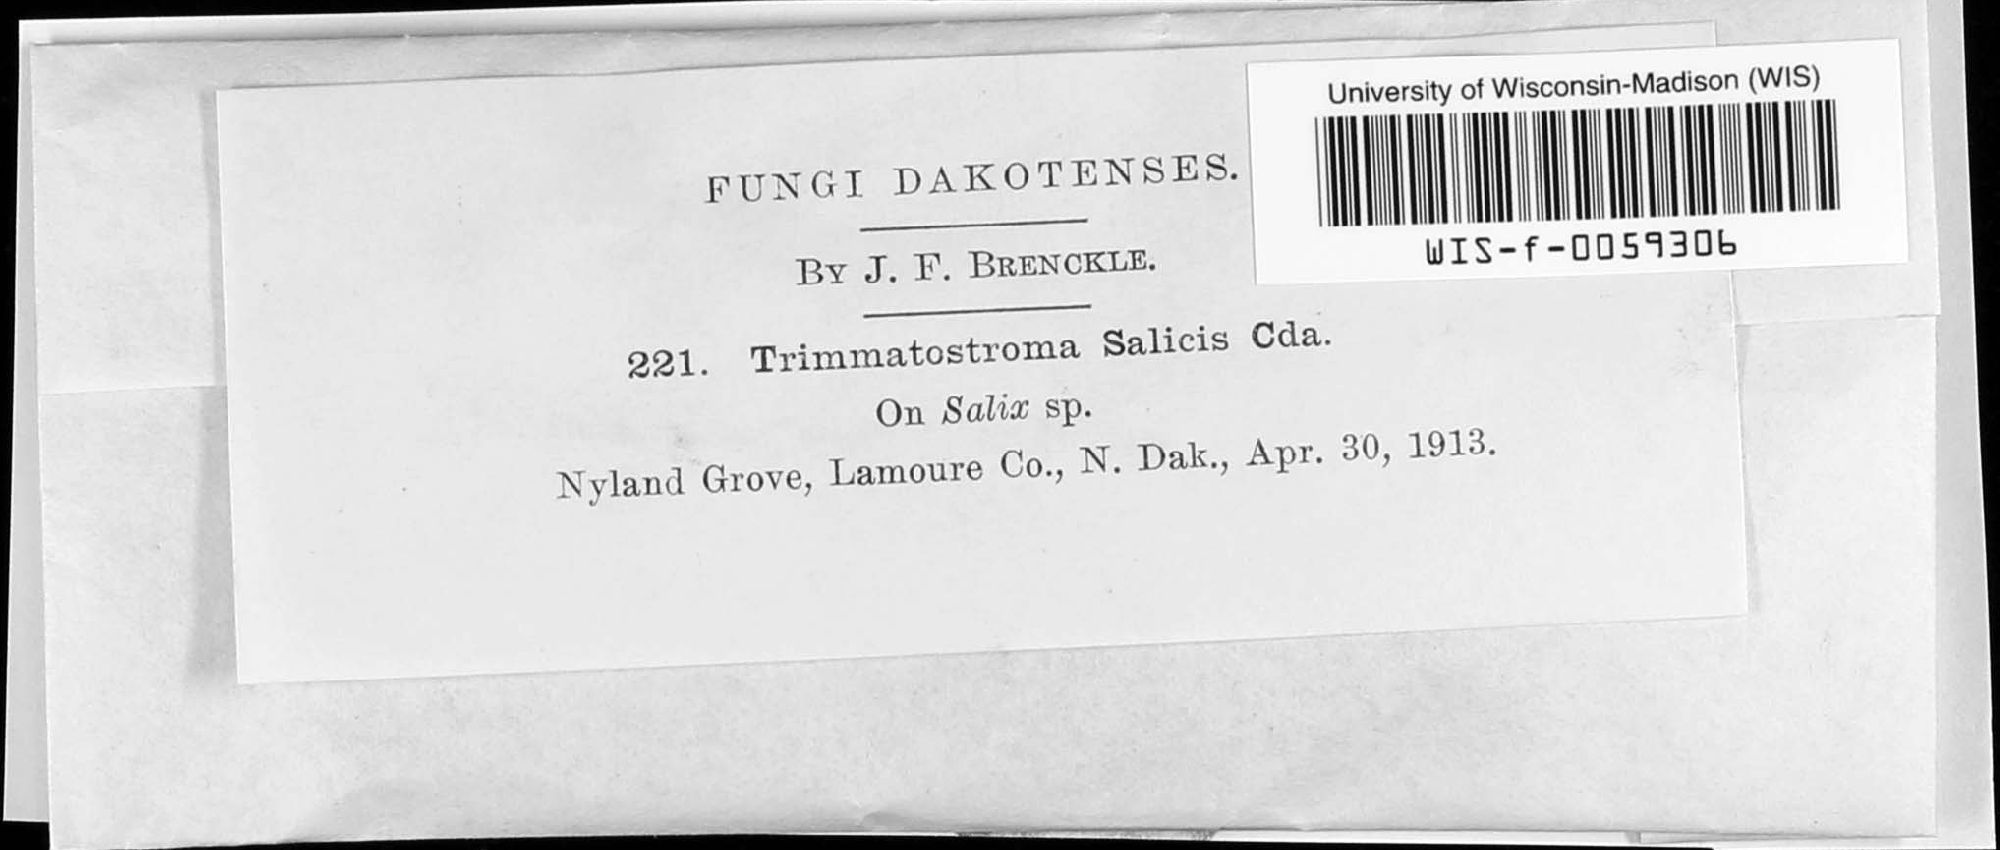 University of Wisconsin-Madison (WIS)
WIS-f-0059306
FUNGI DAKOTENSES.
BY J. F. BRENCKLE.
221. Trimmatostroma Salicis Cda.
On Salix sp.
Nyland Grove, Lamoure Co., N. Dak., Apr. 30, 1913.